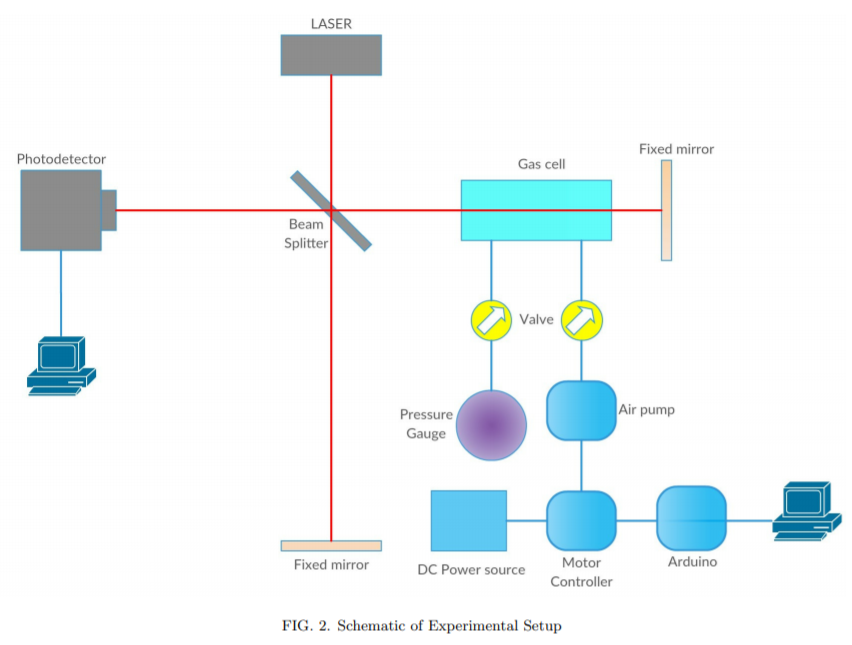 LASER
Photodetector
Fixed mirror
Gas cell
Beam
Splitter
Valve
Pressure
Gauge
Air pump
Fixed mirror
DC Power source
Motor
Controller
Arduino
FIG. 2. Schematic of Experimental Setup